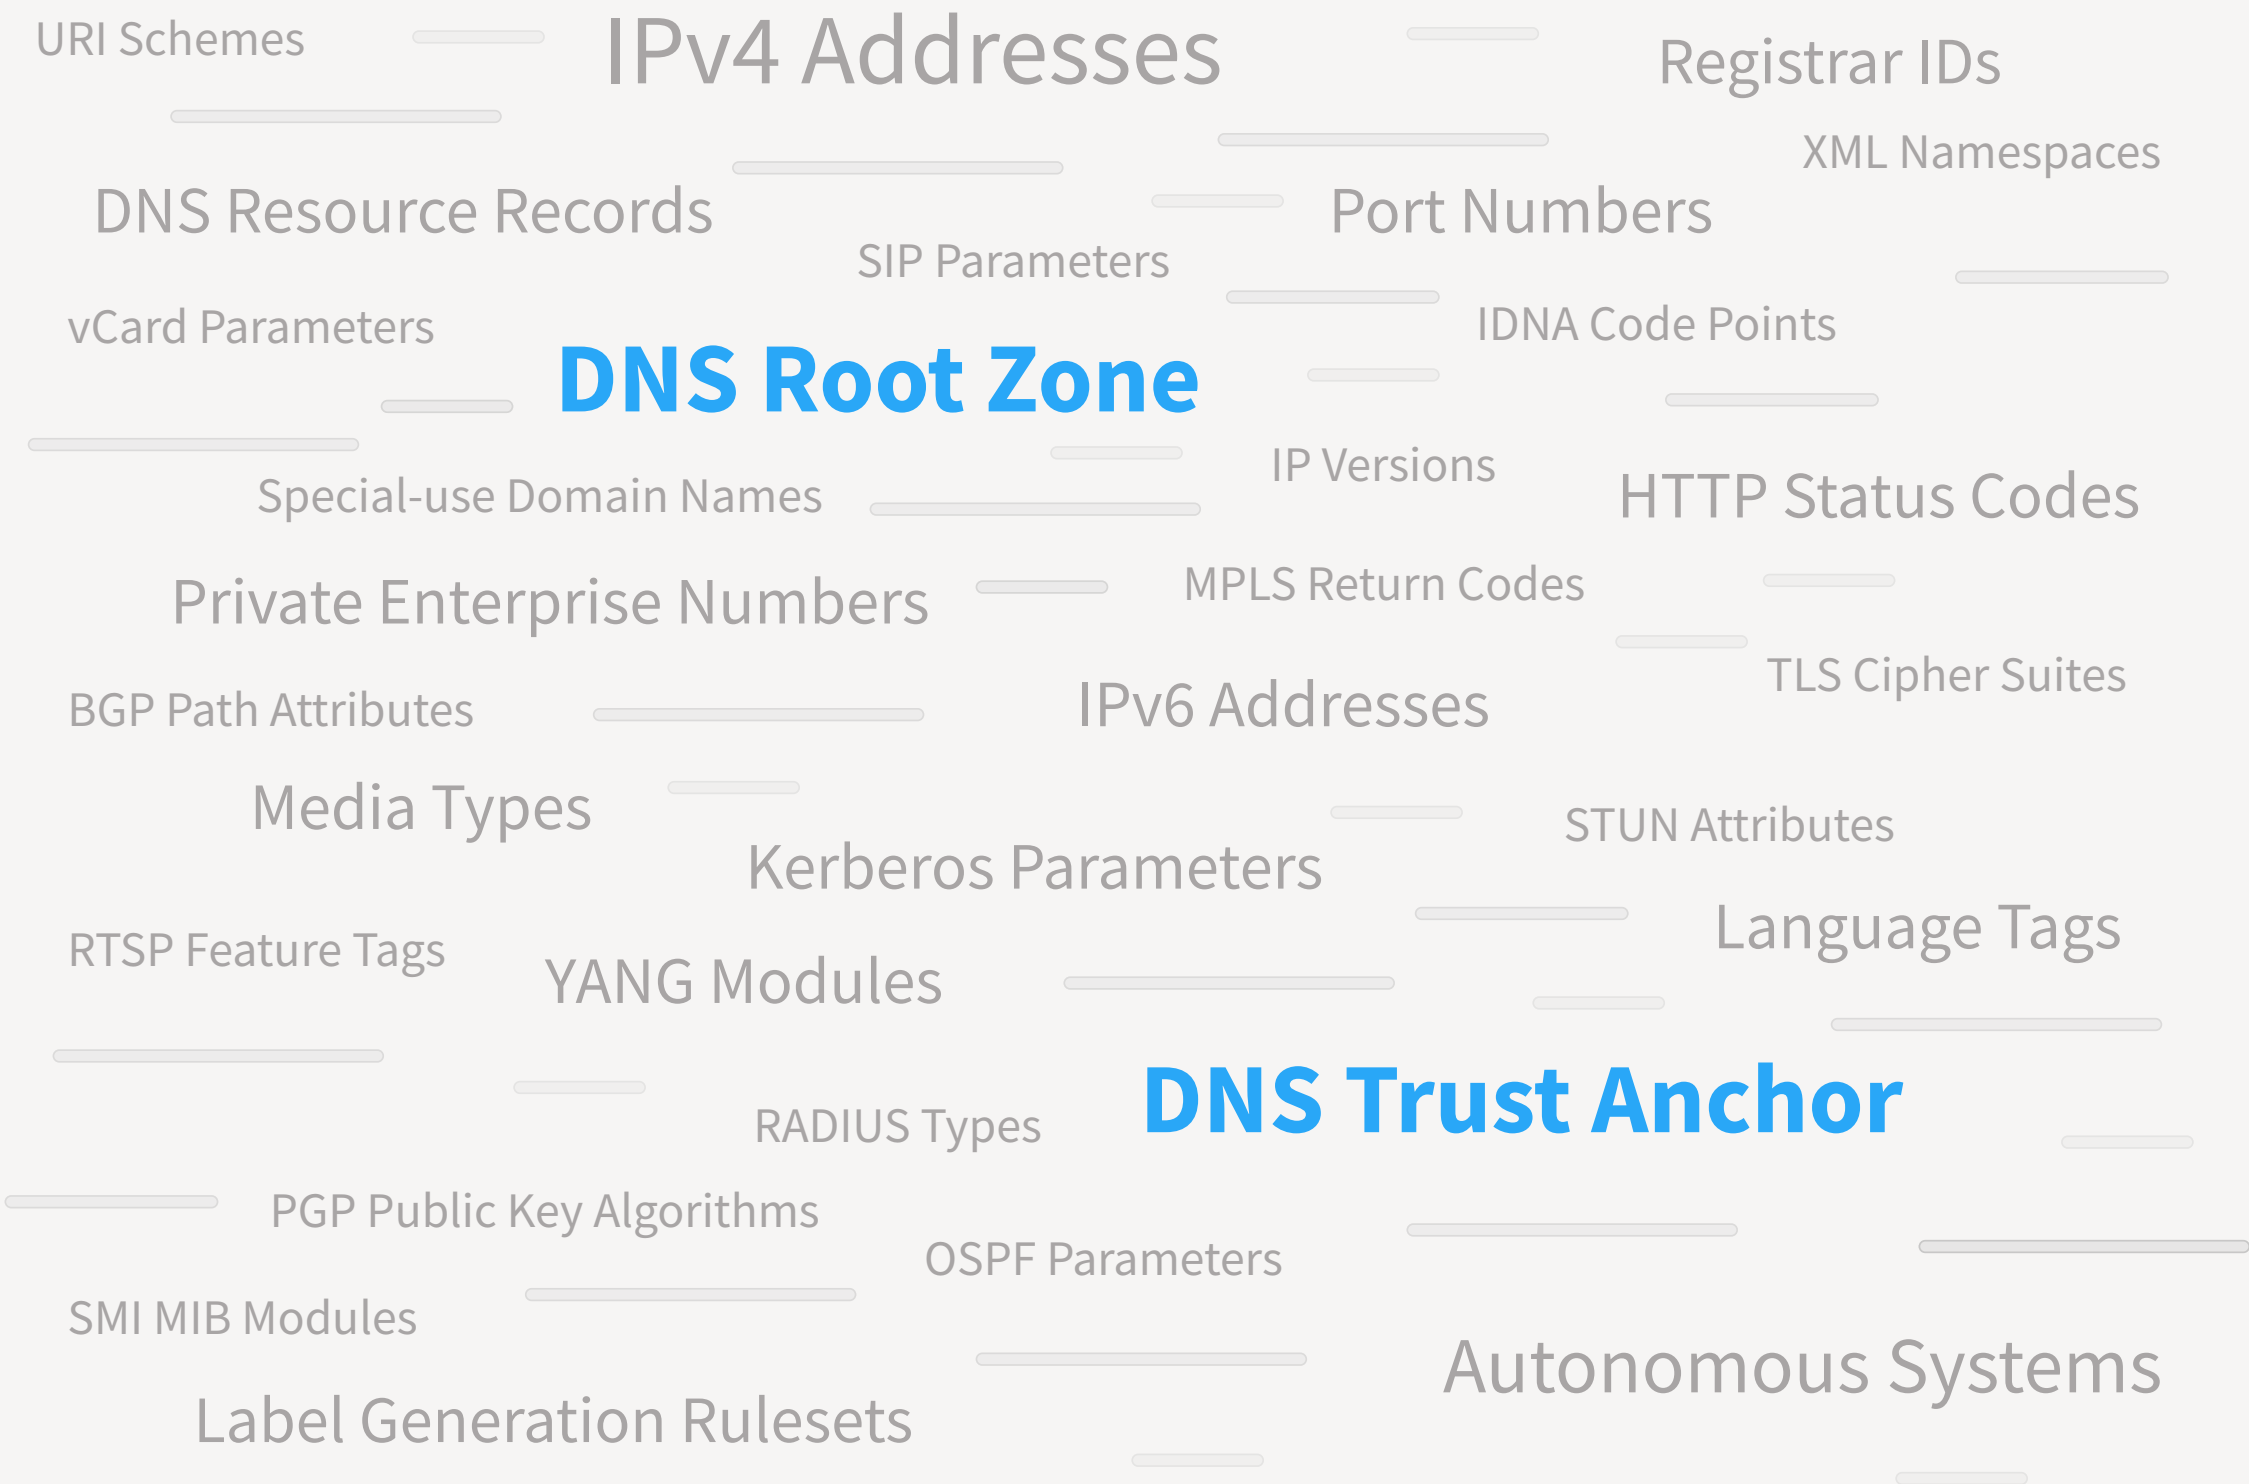 URI Schemes
IPv4 Addresses
Registrar IDs
XML Namespaces
DNS Resource Records
Port Numbers
SIP Parameters
vCard Parameters
IDNA Code Points
DNS Root Zone
IP Versions
Special-use Domain Names
HTTP Status Codes
Private Enterprise Numbers
MPLS Return Codes
TLS Cipher Suites
BGP Path Attributes
IPv6 Addresses
Media Types
STUN Attributes
Kerberos Parameters
Language Tags
RTSP Feature Tags
YANG Modules
DNS Trust Anchor
RADIUS Types
PGP Public Key Algorithms
OSPF Parameters
SMI MIB Modules
Autonomous Systems
Label Generation Rulesets